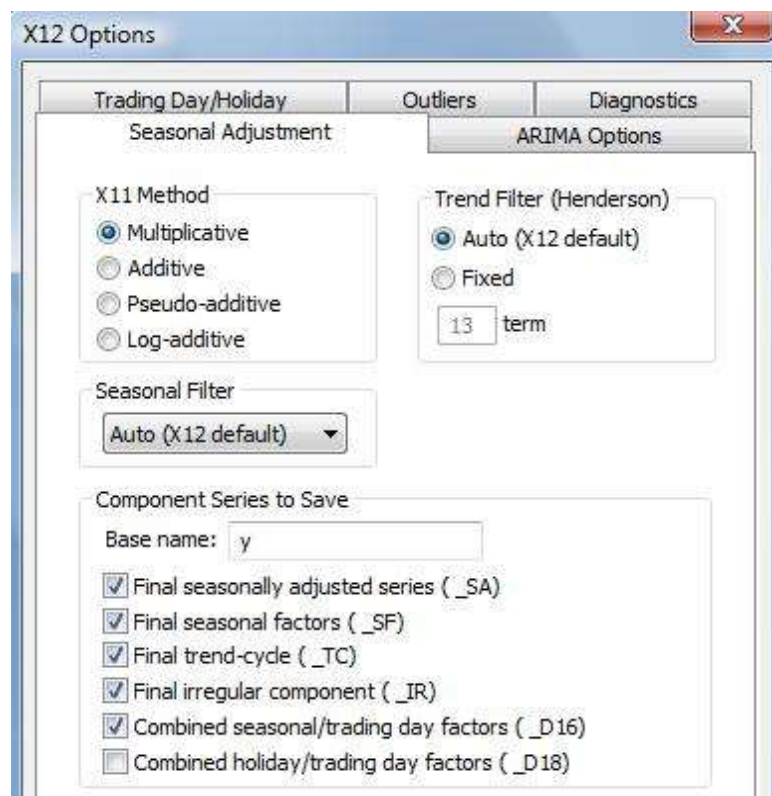 X12 Options
X
Trading Day/Holiday
Outliers
Diagnostics
Seasonal Adjustment
ARIMA Options
X11 Method
Multiplicative
Additive
Pseudo-additive
Log-additive
Trend Filter (Henderson)
Auto (X12 default)
Fixed
13 term
Seasonal Filter
Auto (X12 default)
Component Series to Save
Base name: y
Final seasonally adjusted series ( _SA)
Final seasonal factors ( _SF)
Final trend-cycle ( _TC)
Final irregular component ( _IR)
Combined seasonal/trading day factors ( _D16)
Combined holiday/trading day factors ( _D18)